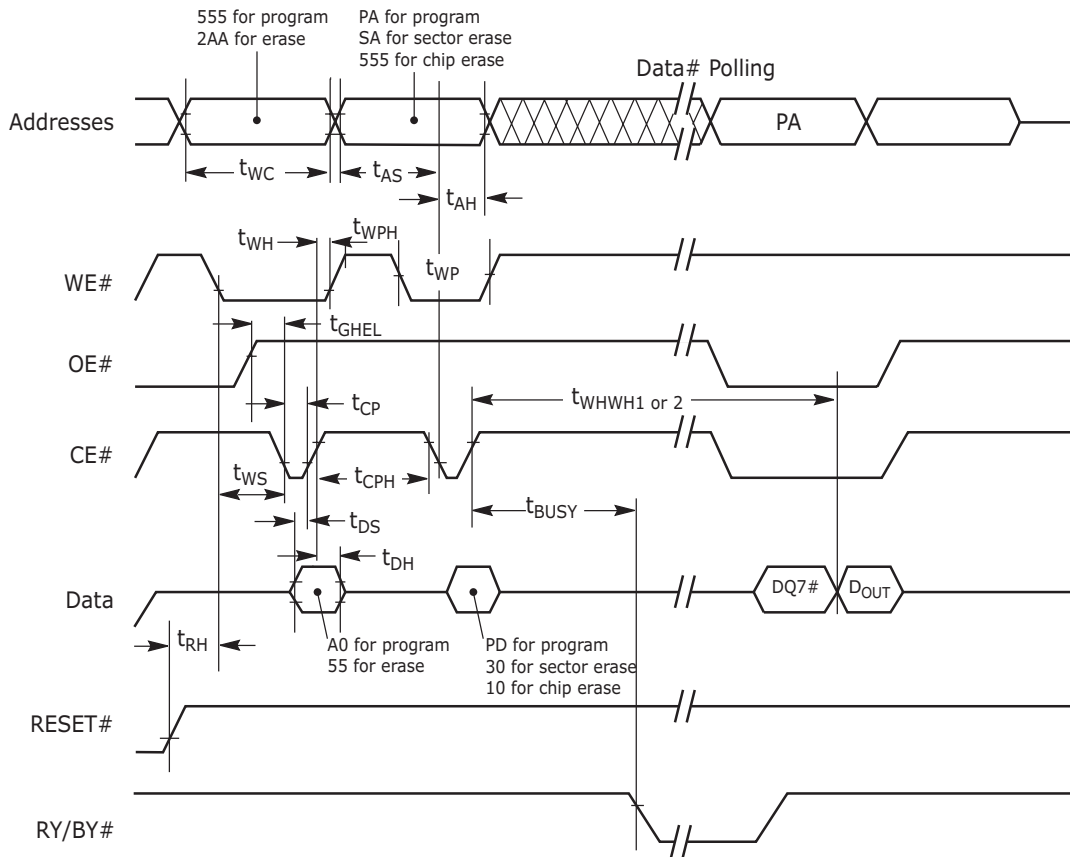 555 for program
2AA for erase
PA for program
SA for sector erase
555 for chip erase
Data# Polling
Addresses
PA
tWC
tAS
tAH
tWH
tWPH
tWP
WE#
tGHEL
OE#
tCP
tWHWH1 or 2
CE#
tWS
tCPH
tBUSY
tDS
tDH
Data
DQ7#
DOUT
tRH
A0 for program
55 for erase
PD for program
30 for sector erase
10 for chip erase
RESET#
RY/BY#